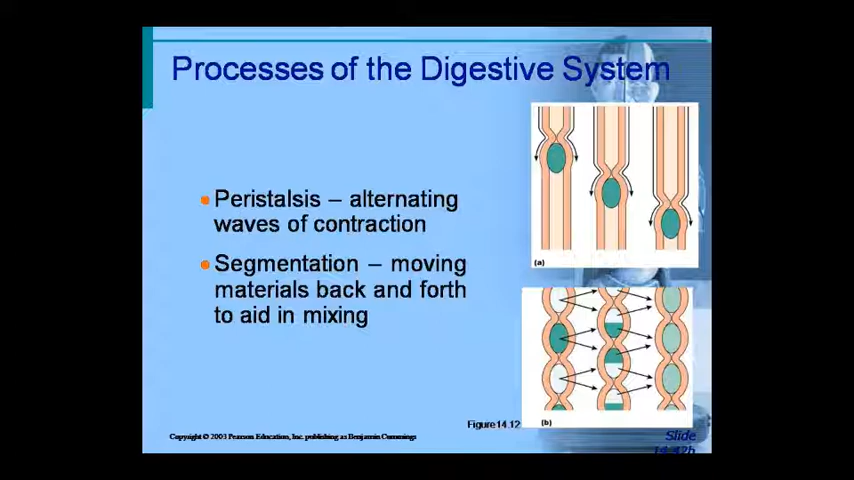 Processes of the Digestive System
Peristalsis – alternating
waves of contraction
Segmentation – moving
materials back and forth
to aid in mixing
(a)
(b)
Figure 14.12
Copyright © 2003 Pearson Education, Inc. publishing as Benjamin Cummings
Slide
14.42b